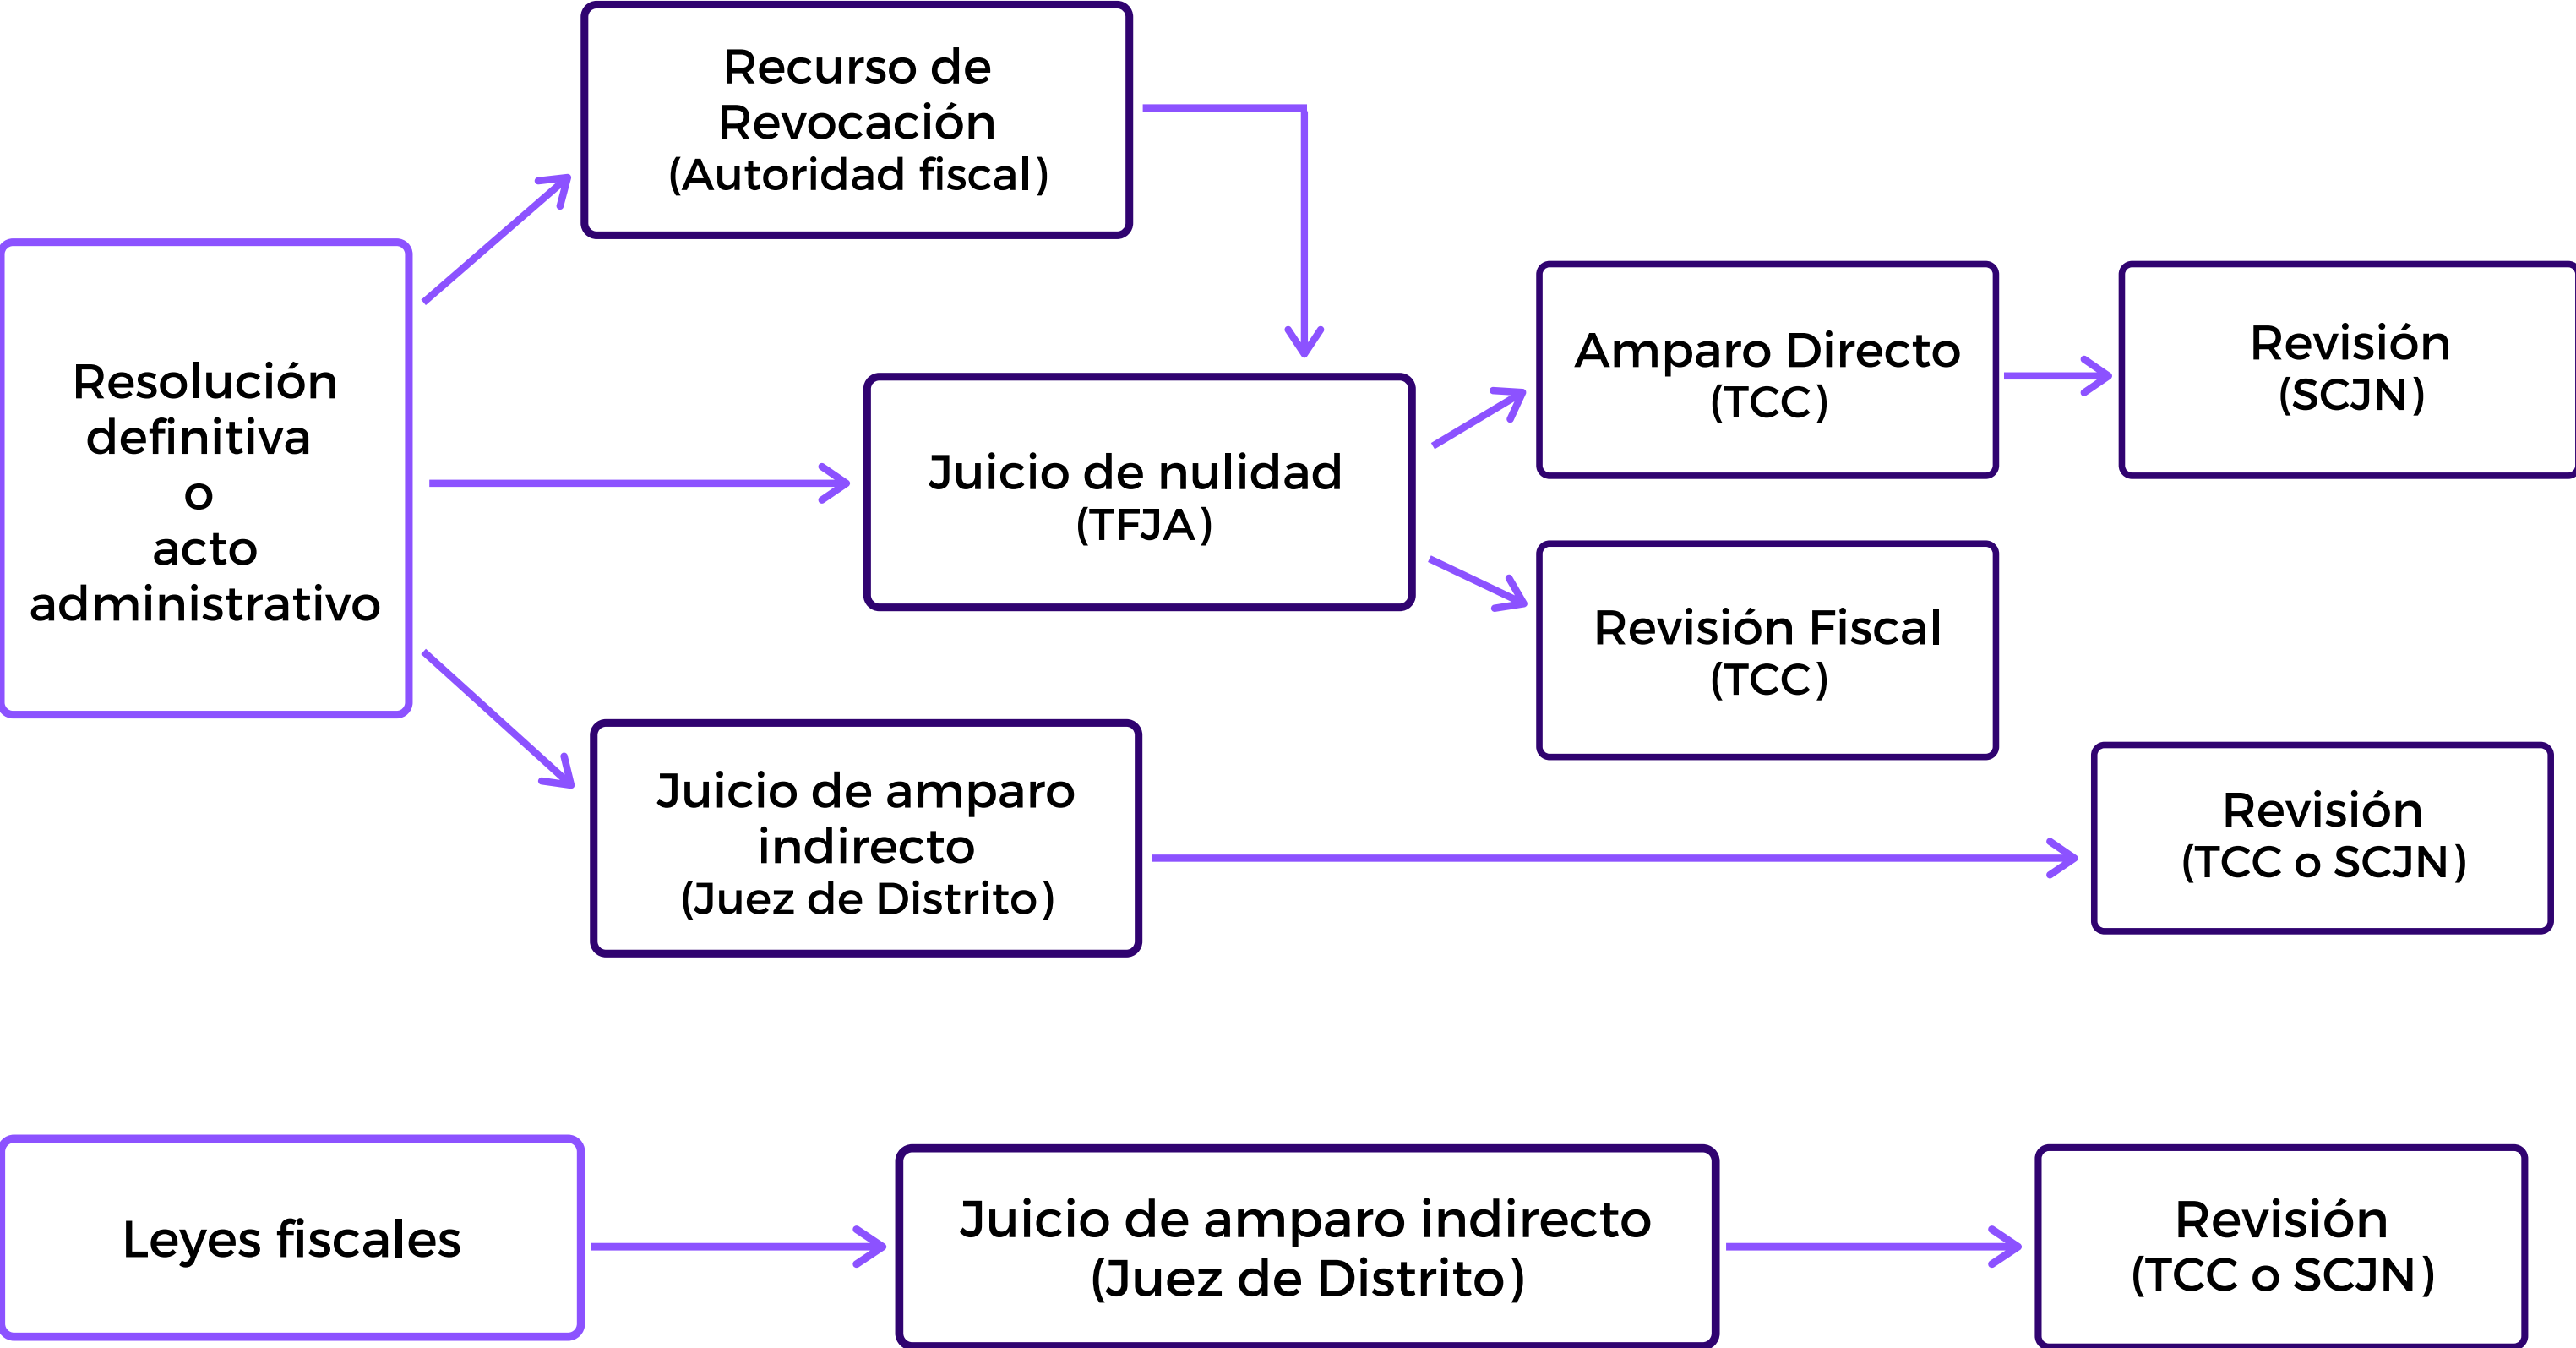 Recurso de
Revocación
(Autoridad fiscal)
Resolución
definitiva
o
acto
administrativo
Juicio de nulidad
(TFJA)
Amparo Directo
(TCC)
Revisión
(SCJN)
Revisión Fiscal
(TCC)
Juicio de amparo
indirecto
(Juez de Distrito)
Revisión
(TCC o SCJN)
Leyes fiscales
Juicio de amparo indirecto
(Juez de Distrito)
Revisión
(TCC o SCJN)